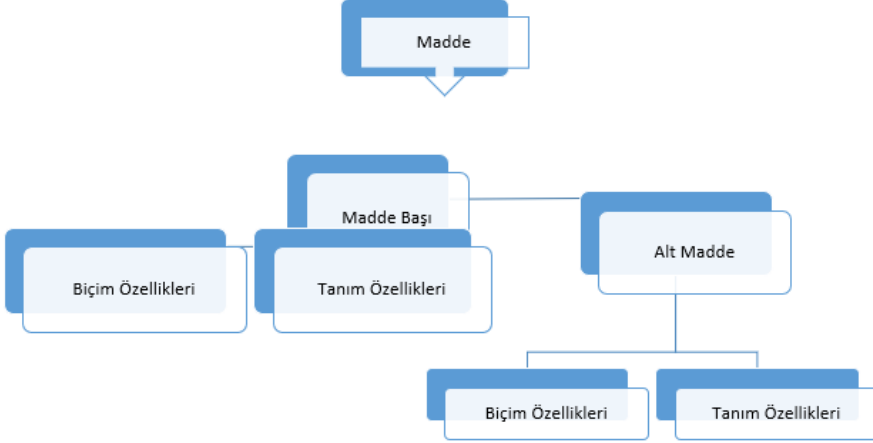 Madde
Madde Başı
Alt Madde
Biçim Özellikleri
Tanım Özellikleri
Biçim Özellikleri
Tanım Özellikleri